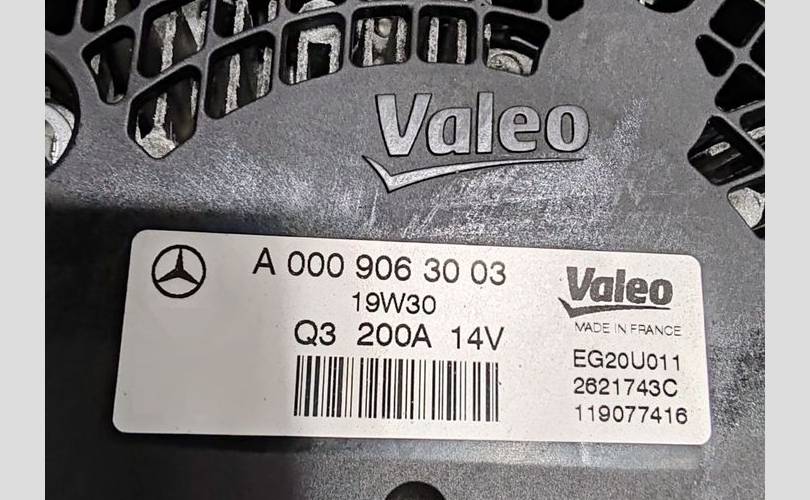 Valeo
A 000 906 30 03
19W30
Q3 200A 14V
Valeo
MADE IN FRANCE
EG20U011
2621743C
119077416